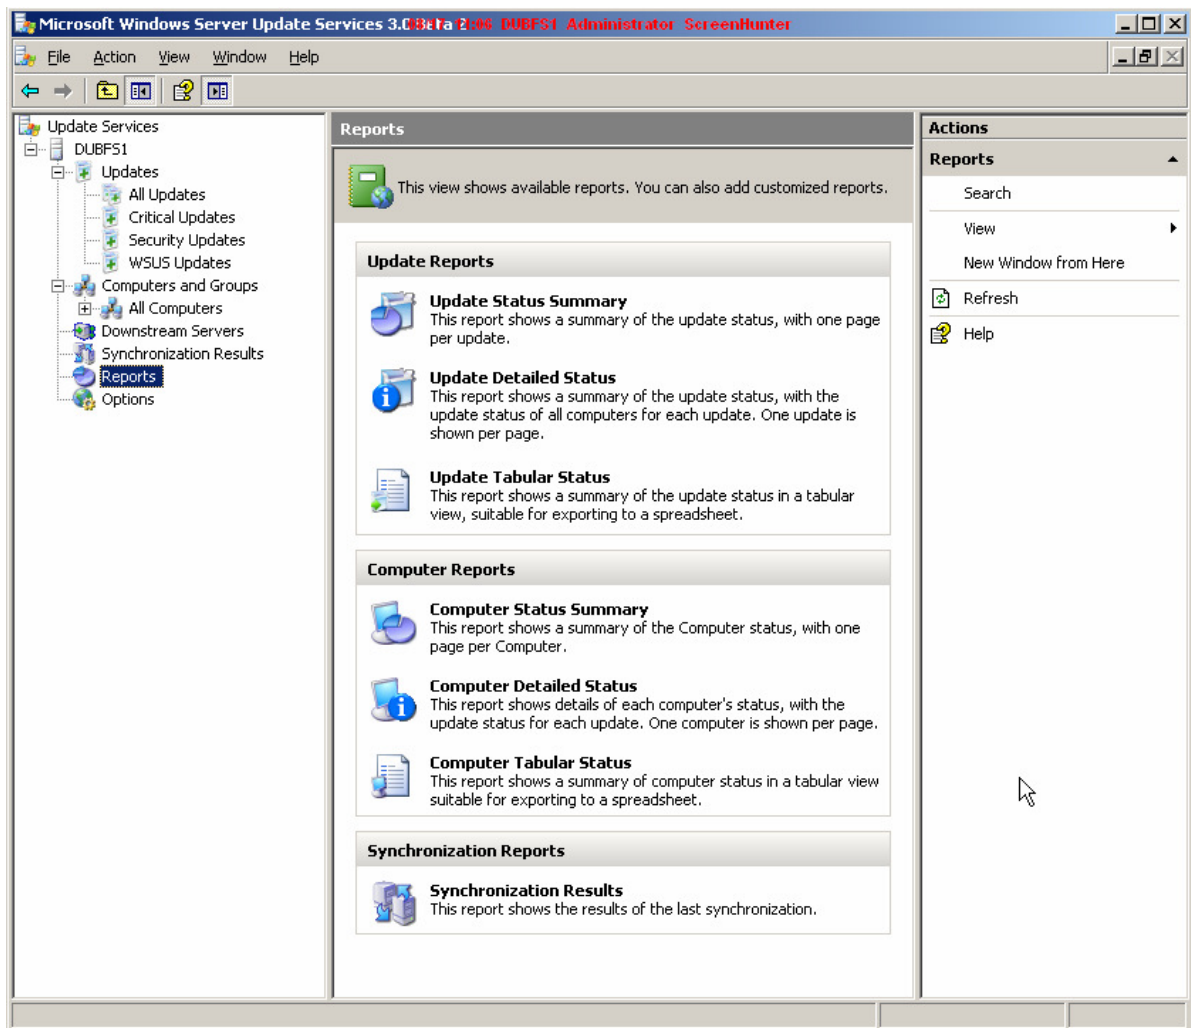 Microsoft Windows Server Update Services 3.0 Beta 2
11:06 DUBFS1 Administrator ScreenHunter
File Action View Window Help
Update Services
DUBFS1
Updates
All Updates
Critical Updates
Security Updates
WSUS Updates
Computers and Groups
All Computers
Downstream Servers
Synchronization Results
Reports
Options
Reports
This view shows available reports. You can also add customized reports.
Update Reports
Update Status Summary
This report shows a summary of the update status, with one page
per update.
Update Detailed Status
This report shows a summary of the update status, with the
update status of all computers for each update. One update is
shown per page.
Update Tabular Status
This report shows a summary of the update status in a tabular
view, suitable for exporting to a spreadsheet.
Computer Reports
Computer Status Summary
This report shows a summary of the Computer status, with one
page per Computer.
Computer Detailed Status
This report shows details of each computer's status, with the
update status for each update. One computer is shown per page.
Computer Tabular Status
This report shows a summary of computer status in a tabular view
suitable for exporting to a spreadsheet.
Synchronization Reports
Synchronization Results
This report shows the results of the last synchronization.
Actions
Reports
Search
View
New Window from Here
Refresh
Help